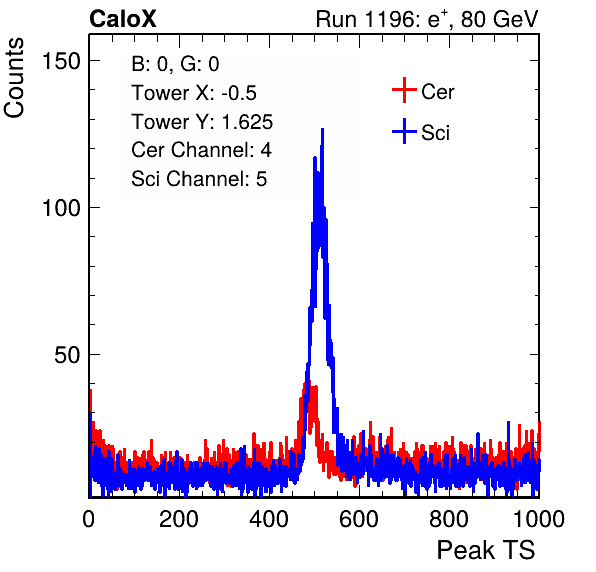 CaloX Run 1196: e⁺, 80 GeV
B: 0, G: 0
Tower X: -0.5
Tower Y: 1.625
Cer Channel: 4
Sci Channel: 5
Cer
Sci
Counts
150
100
50
0 200 400 600 800 1000
Peak TS